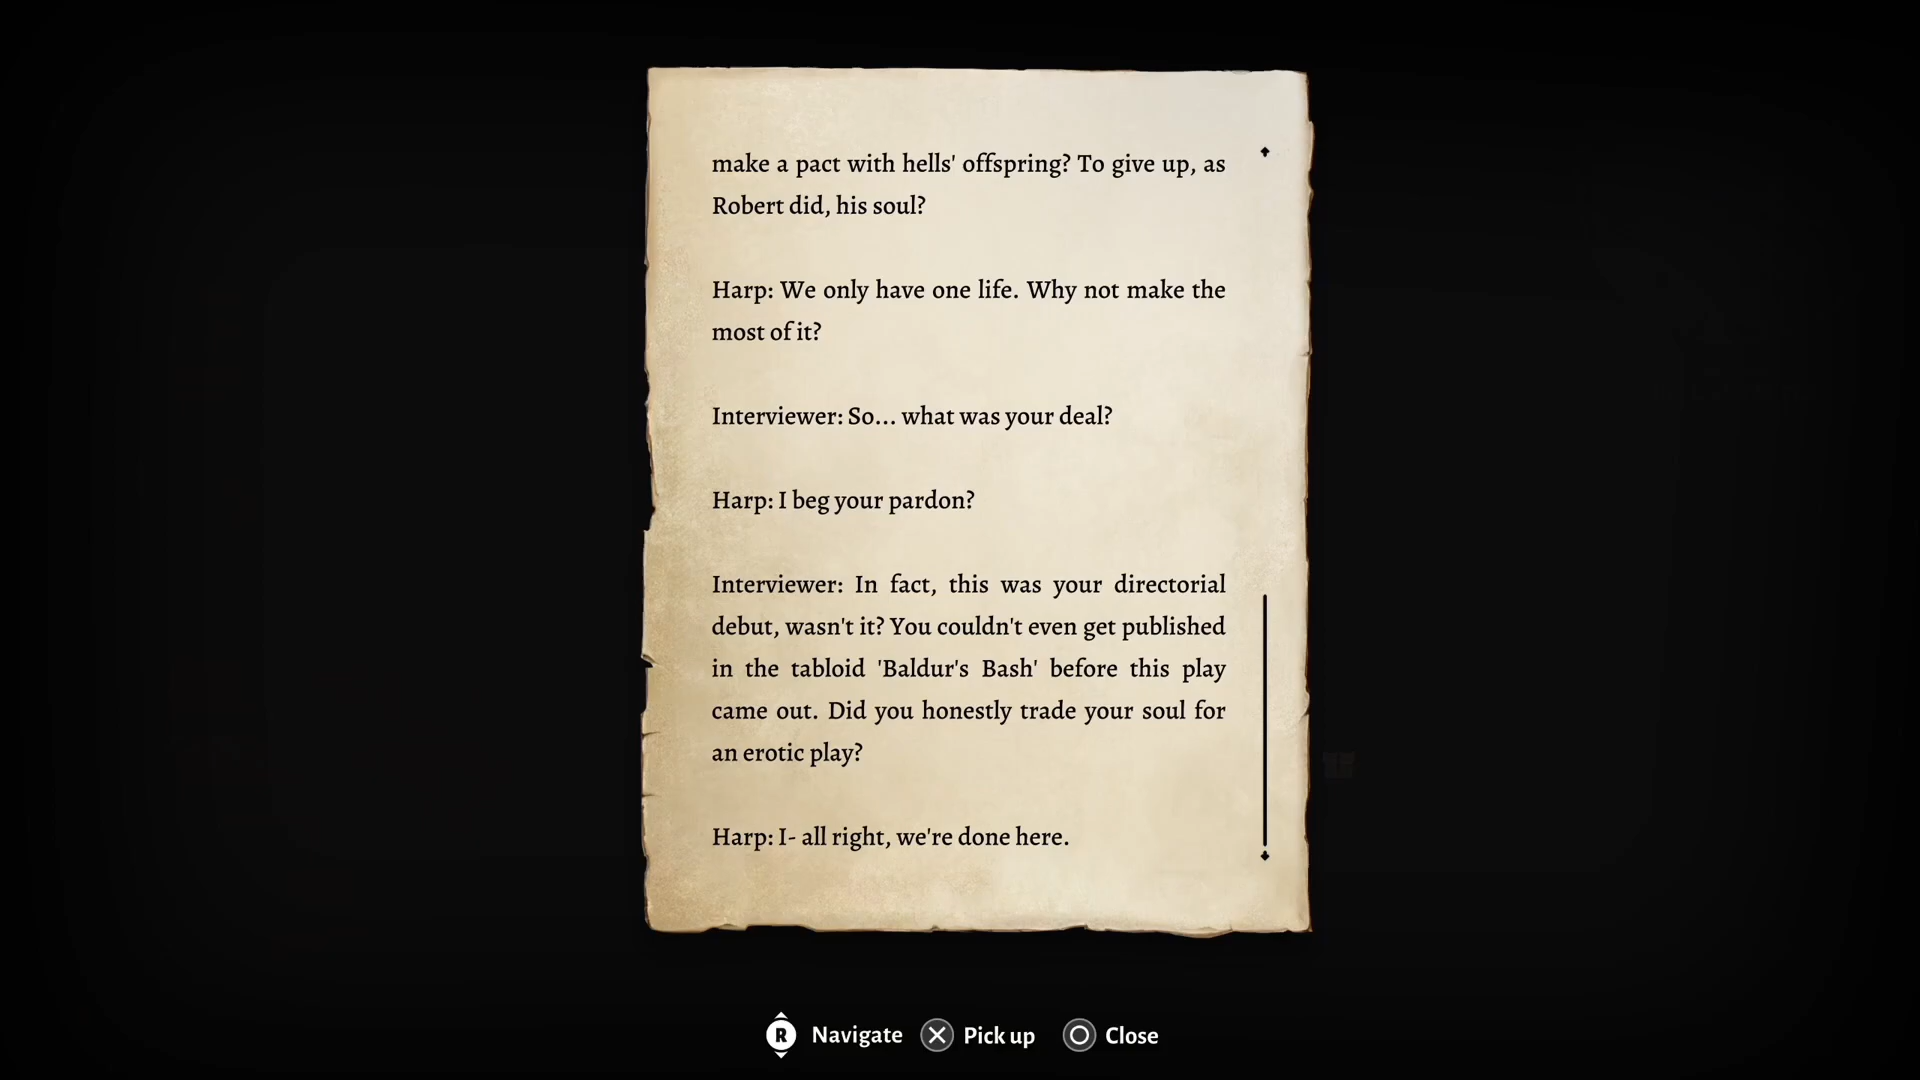 make a pact with hells' offspring? To give up, as
Robert did, his soul?
Harp: We only have one life. Why not make the
most of it?
Interviewer: So... what was your deal?
Harp: I beg your pardon?
Interviewer: In fact, this was your directorial
debut, wasn't it? You couldn't even get published
in the tabloid 'Baldur's Bash' before this play
came out. Did you honestly trade your soul for
an erotic play?
Harp: I- all right, we're done here.
R Navigate Pick up Close